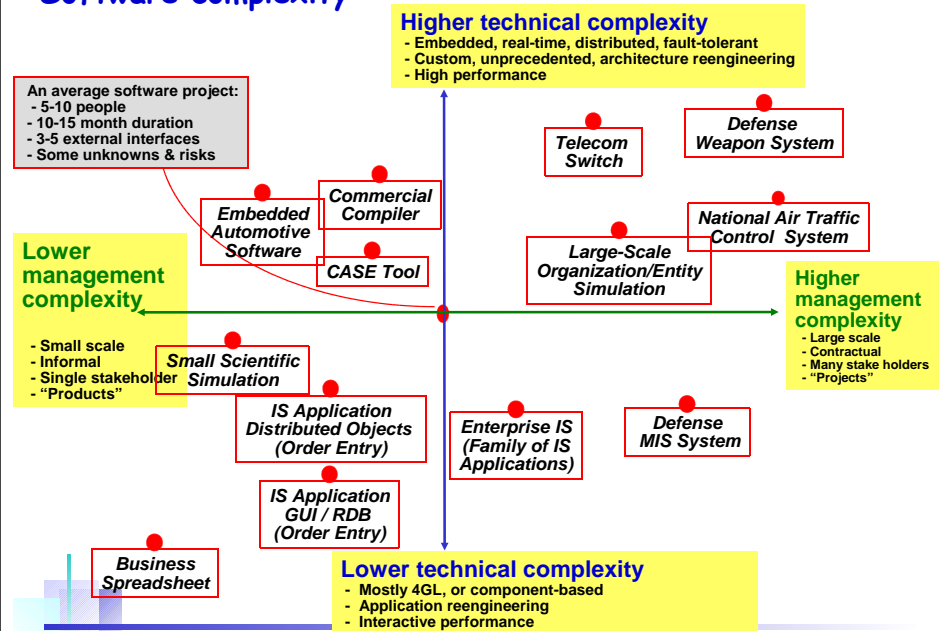 Software complexity
Higher technical complexity
- Embedded, real-time, distributed, fault-tolerant
- Custom, unprecedented, architecture reengineering
- High performance
An average software project:
- 5-10 people
- 10-15 month duration
- 3-5 external interfaces
- Some unknowns & risks
Telecom
Switch
Defense
Weapon System
Commercial
Compiler
Embedded
Automotive
Software
CASE Tool
National Air Traffic
Control System
Large-Scale
Organization/Entity
Simulation
Lower
management
complexity
- Small scale
- Informal
- Single stakeholder
- “Products”
Higher
management
complexity
- Large scale
- Contractual
- Many stake holders
- “Projects”
Small Scientific
Simulation
IS Application
Distributed Objects
(Order Entry)
Enterprise IS
(Family of IS
Applications)
Defense
MIS System
IS Application
GUI / RDB
(Order Entry)
Business
Spreadsheet
Lower technical complexity
- Mostly 4GL, or component-based
- Application reengineering
- Interactive performance